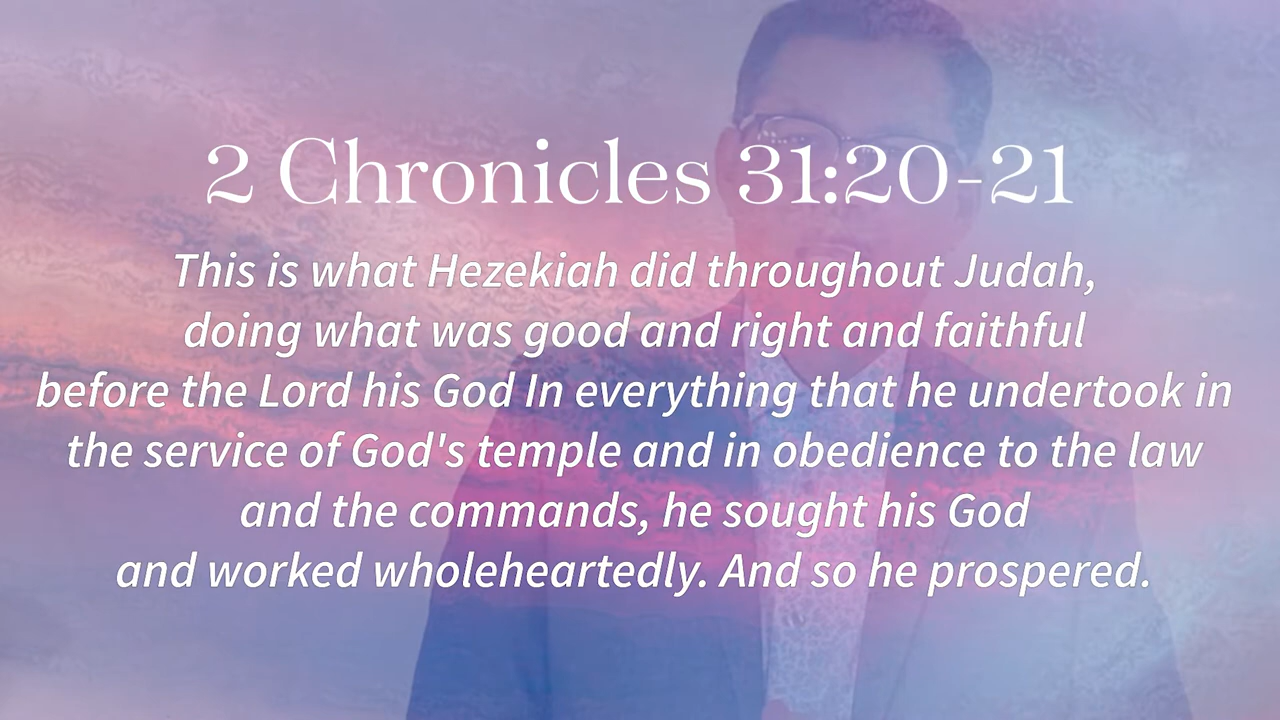 2 Chronicles 31:20-21
This is what Hezekiah did throughout Judah,
doing what was good and right and faithful
before the Lord his God In everything that he undertook in
the service of God's temple and in obedience to the law
and the commands, he sought his God
and worked wholeheartedly. And so he prospered.